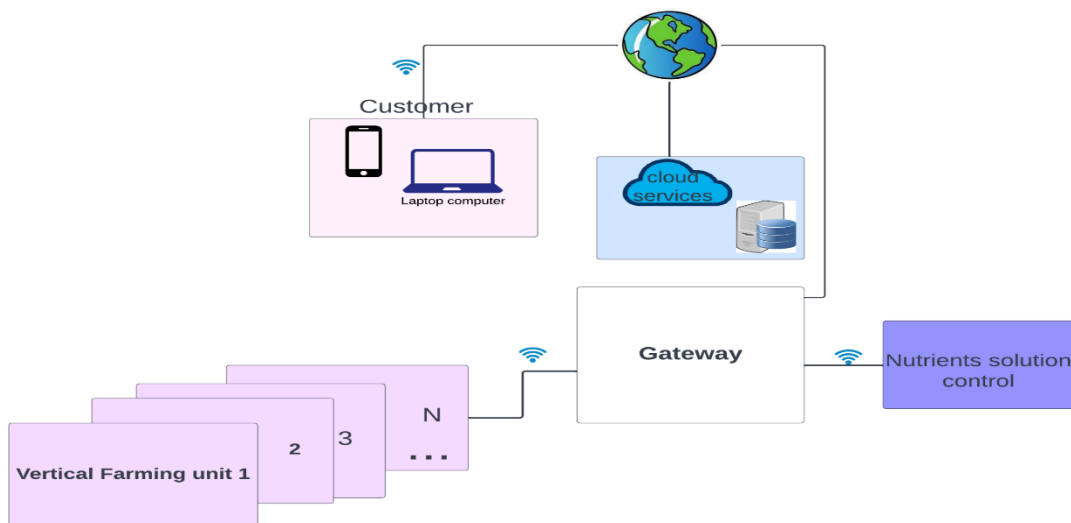 Customer
Laptop computer
cloud
services
Gateway
Nutrients solution
control
N
...
3
2
Vertical Farming unit 1